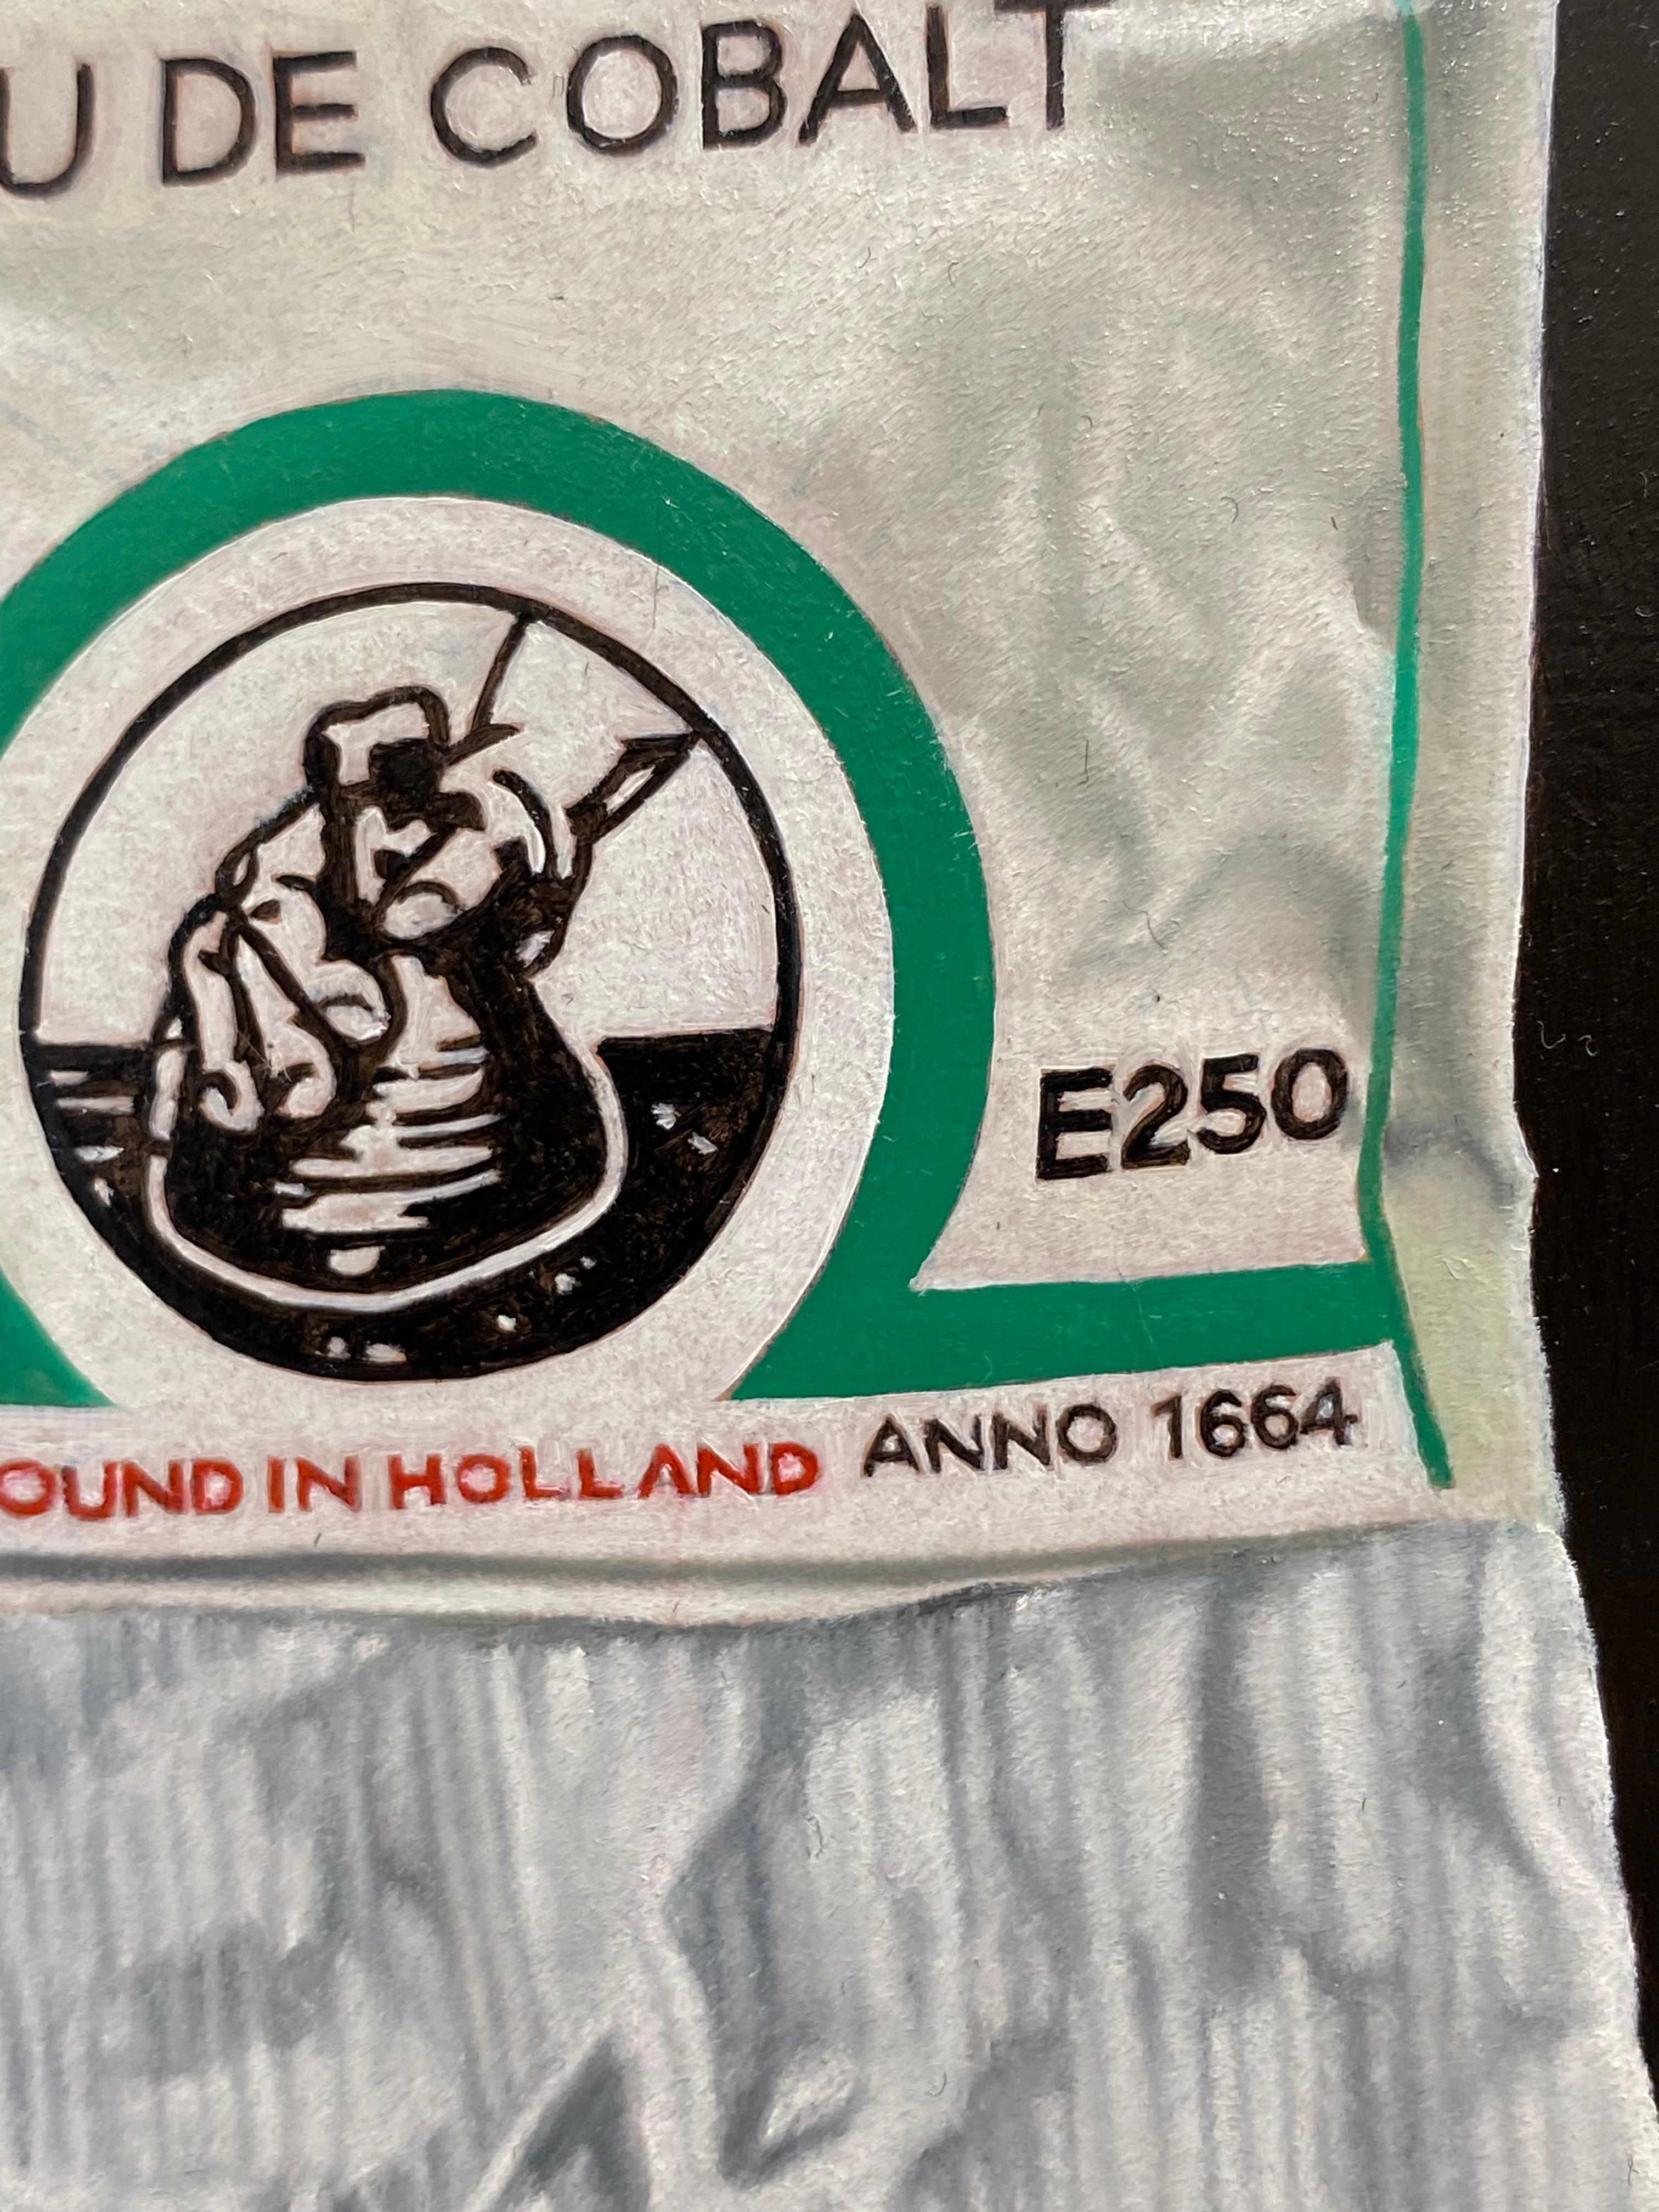 U DE COBALT
E250
OUND IN HOLLAND ANNO 1664